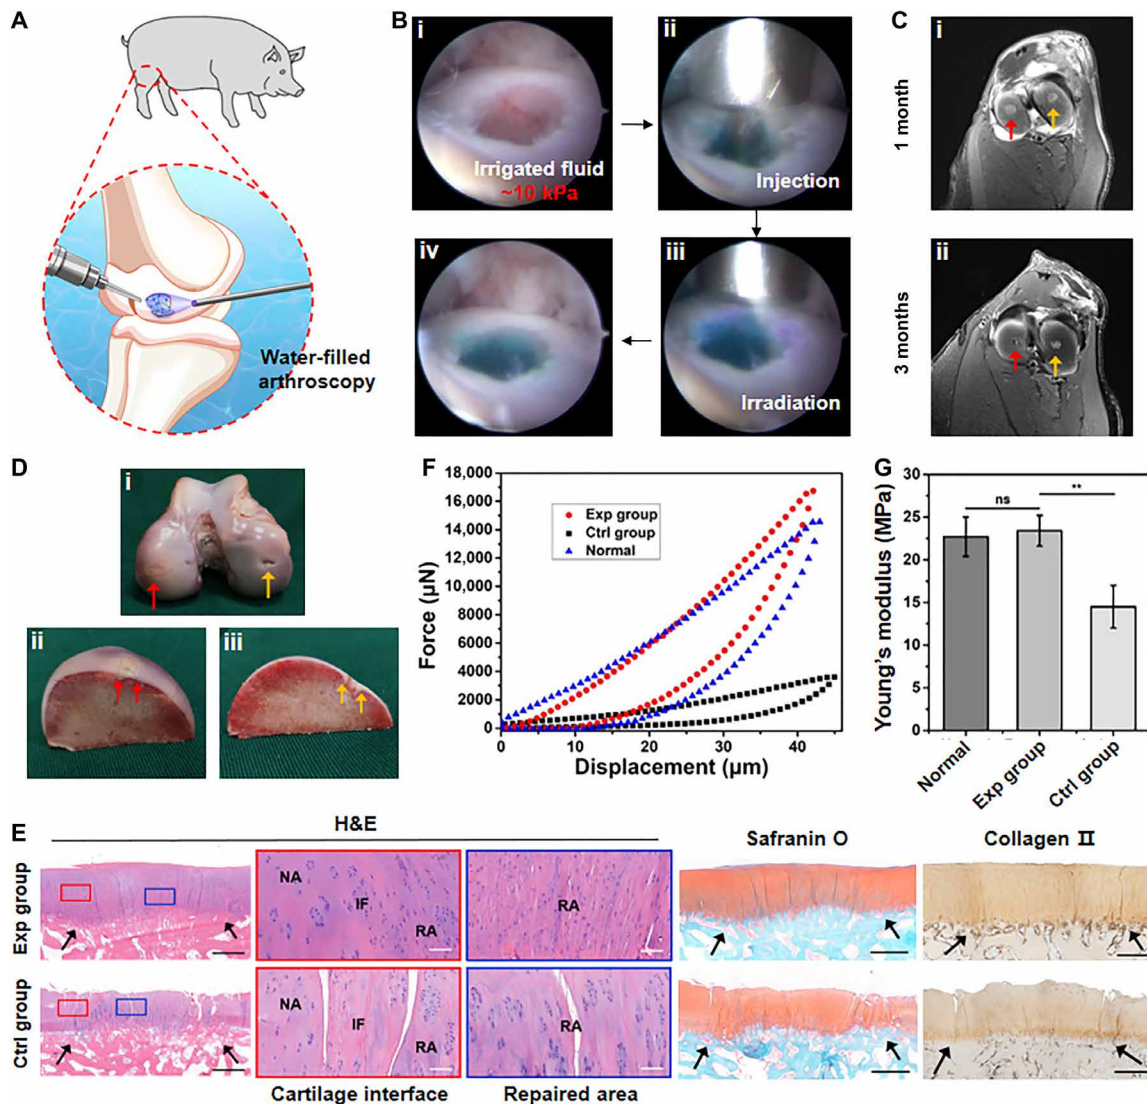 A
Water-filled
arthroscopy
B
i
Irrigated fluid
~10 kPa
ii
Injection
iv
iii
Irradiation
C
1 month
i
3 months
ii
D
i
ii
iii
F
Force (μN)
18,000
16,000
14,000
12,000
10,000
8000
6000
4000
2000
0
Exp group
Ctrl group
Normal
0 10 20 30 40
Displacement (μm)
G
Young's modulus (MPa)
30
25
20
15
10
5
0
ns
**
Normal
Exp group
Ctrl group
E
H&E
Safranin O
Collagen II
Exp group
NA
IF
RA
RA
Ctrl group
NA
IF
RA
RA
Cartilage interface
Repaired area